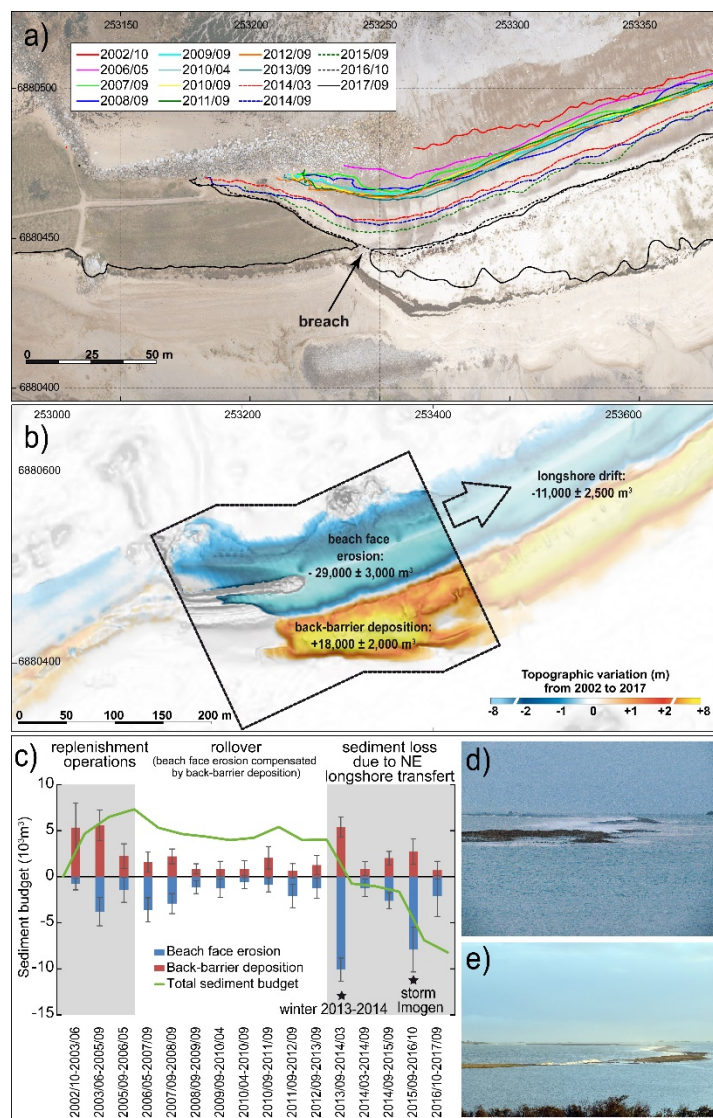 a)
253150 253200 253250 253300 253350
2002/10 2009/09 2012/09 2015/09
2006/05 2010/04 2013/09 2016/10
2007/09 2010/09 2014/03 2017/09
2008/09 2011/09 2014/09
6880500
6880450
breach
0 25 50 m
6880400
b)
253000 253200 253400 253600
6880600
longshore drift:
-11,000 ± 2,500 m³
beach face
erosion:
- 29,000 ± 3,000 m³
back-barrier deposition:
+18,000 ± 2,000 m³
6880400
Topographic variation (m)
from 2002 to 2017
0 50 100 150 200 m
-8 -2 -1 0 +1 +2 +8
c)
replenishment
operations
rollover
(beach face erosion compensated
by back-barrier deposition)
sediment loss
due to NE
longshore transfert
Sediment budget (10³m³)
10
5
0
-5
-10
-15
Beach face erosion
Back-barrier deposition
Total sediment budget
winter 2013-2014
storm
Imogen
2002/10-2003/06
2003/06-2005/09
2005/09-2006/05
2006/05-2007/09
2007/09-2008/09
2008/09-2009/09
2009/09-2010/04
2010/04-2010/09
2010/09-2011/09
2011/09-2012/09
2012/09-2013/09
2013/09-2014/03
2014/03-2014/09
2014/09-2015/09
2015/09-2016/10
2016/10-2017/09
d)
e)